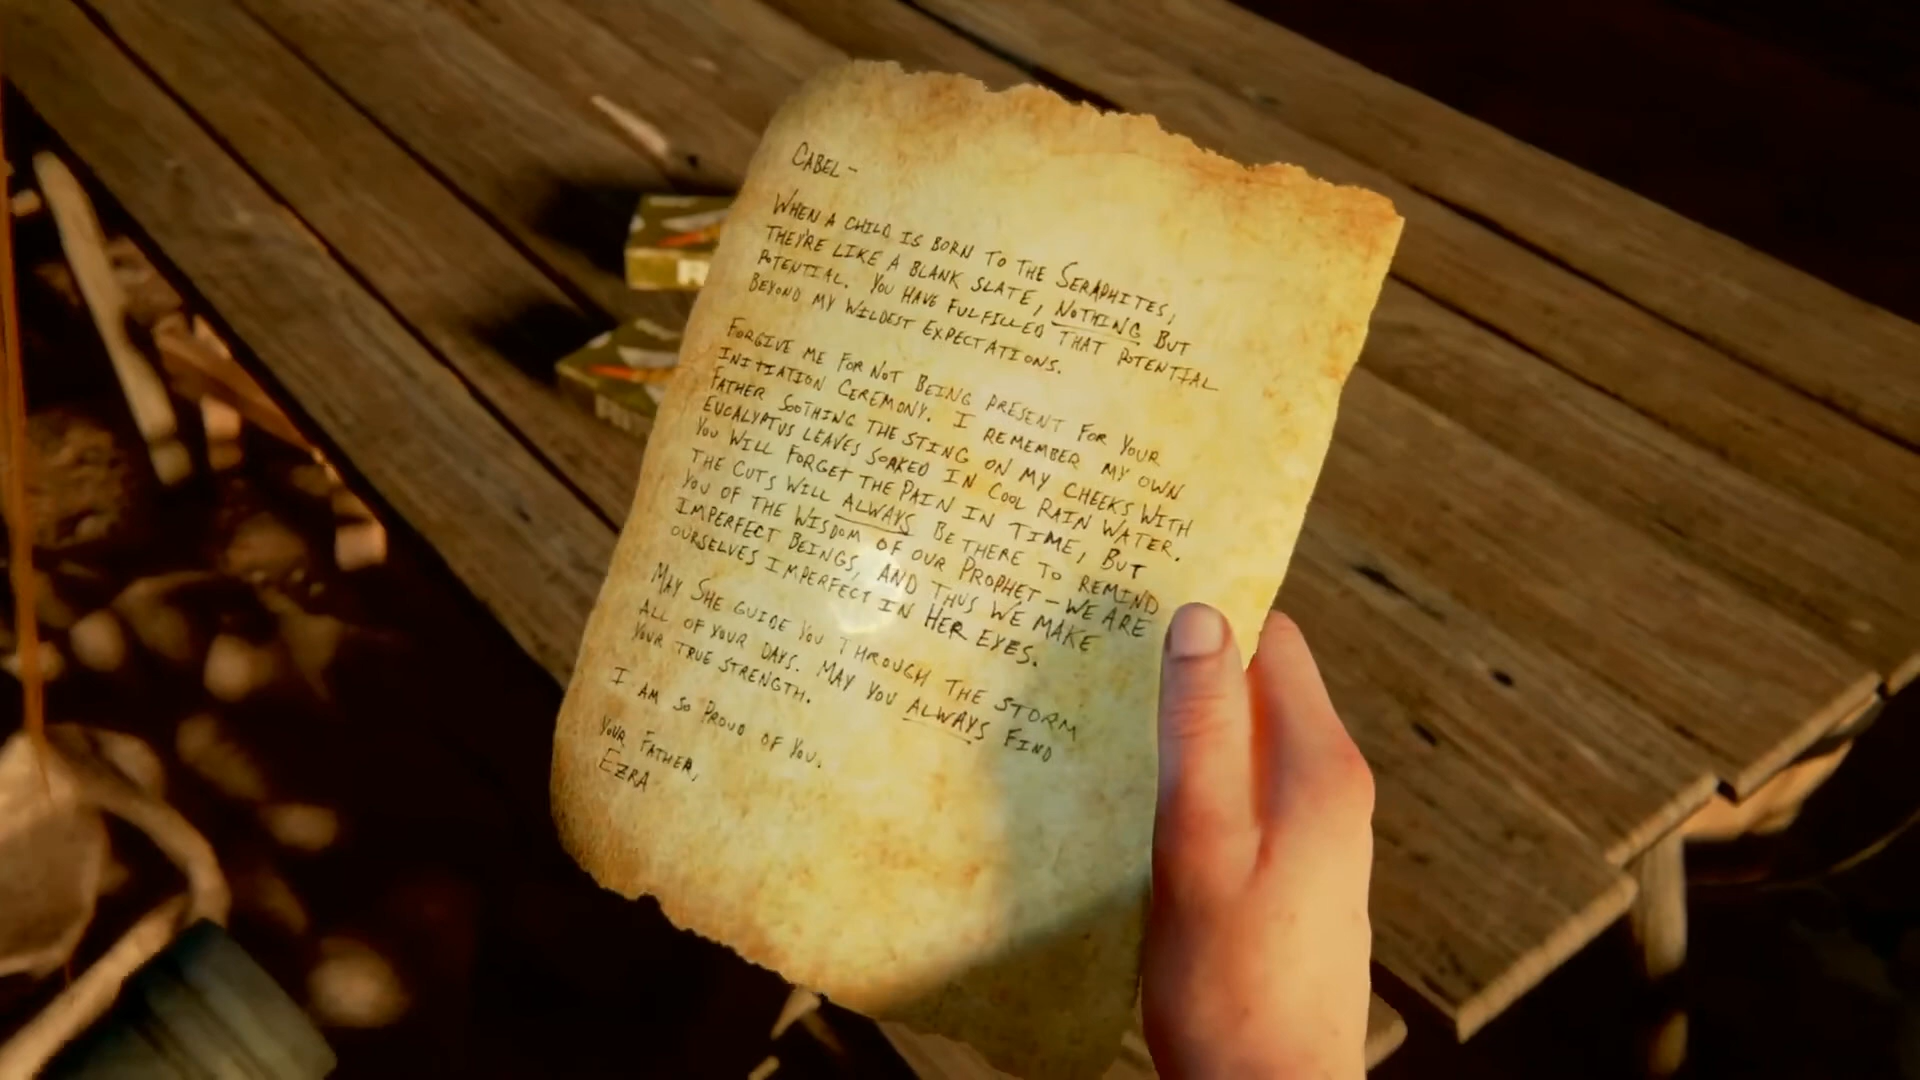 CABEL -
WHEN A CHILD IS BORN TO THE SERAPHITES,
THEY'RE LIKE A BLANK SLATE, NOTHING BUT
POTENTIAL. YOU HAVE FULFILLED THAT POTENTIAL
BEYOND MY WILDEST EXPECTATIONS.
FORGIVE ME FOR NOT BEING PRESENT FOR YOUR
INITIATION CEREMONY. I REMEMBER MY OWN
FATHER SOOTHING THE STING ON MY CHEEKS WITH
EUCALYPTUS LEAVES SOAKED IN COOL RAIN WATER.
YOU WILL FORGET THE PAIN IN TIME, BUT
THE CUTS WILL ALWAYS BE THERE TO REMIND
YOU OF THE WISDOM OF OUR PROPHET - WE ARE
IMPERFECT BEINGS, AND THUS WE MAKE
OURSELVES IMPERFECT IN HER EYES.
MAY SHE GUIDE YOU THROUGH THE STORM
ALL OF YOUR DAYS. MAY YOU ALWAYS FIND
YOUR TRUE STRENGTH.
I AM SO PROUD OF YOU.
YOUR FATHER,
EZRA